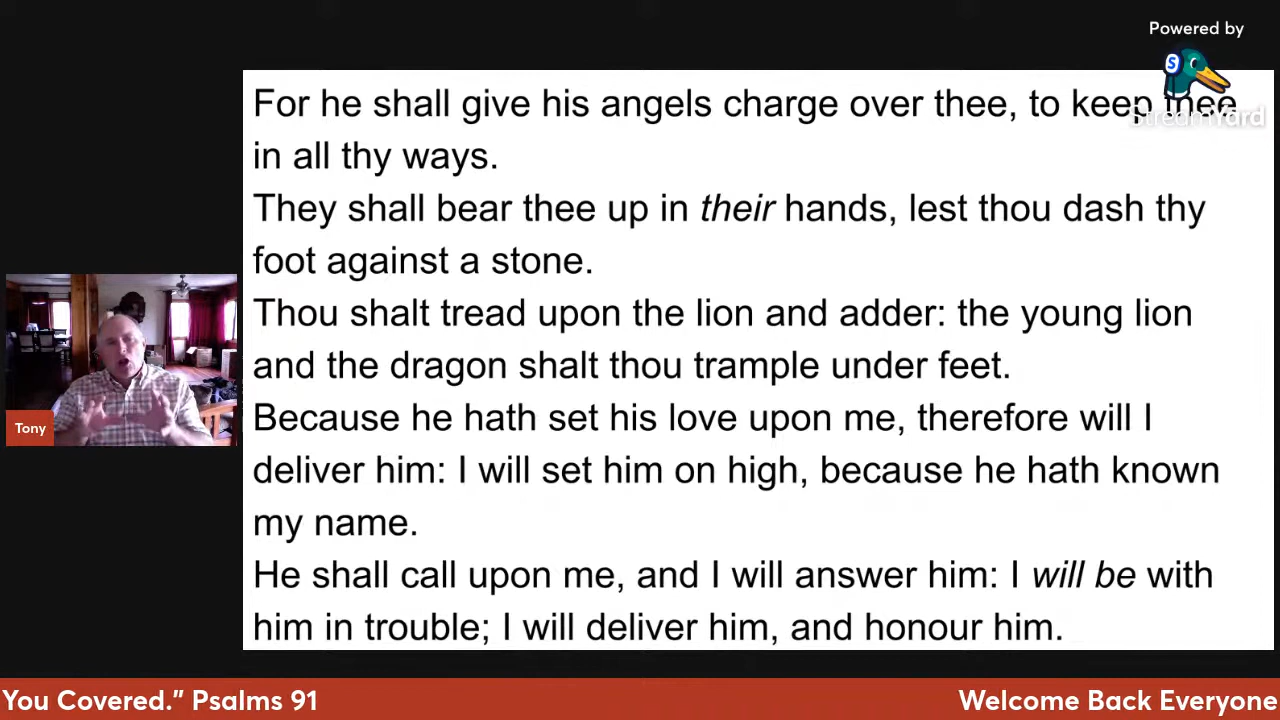 Powered by
StreamYard
For he shall give his angels charge over thee, to keep thee
in all thy ways.
They shall bear thee up in their hands, lest thou dash thy
foot against a stone.
Thou shalt tread upon the lion and adder: the young lion
and the dragon shalt thou trample under feet.
Because he hath set his love upon me, therefore will I
deliver him: I will set him on high, because he hath known
my name.
He shall call upon me, and I will answer him: I will be with
him in trouble; I will deliver him, and honour him.
Tony
You Covered.” Psalms 91
Welcome Back Everyone